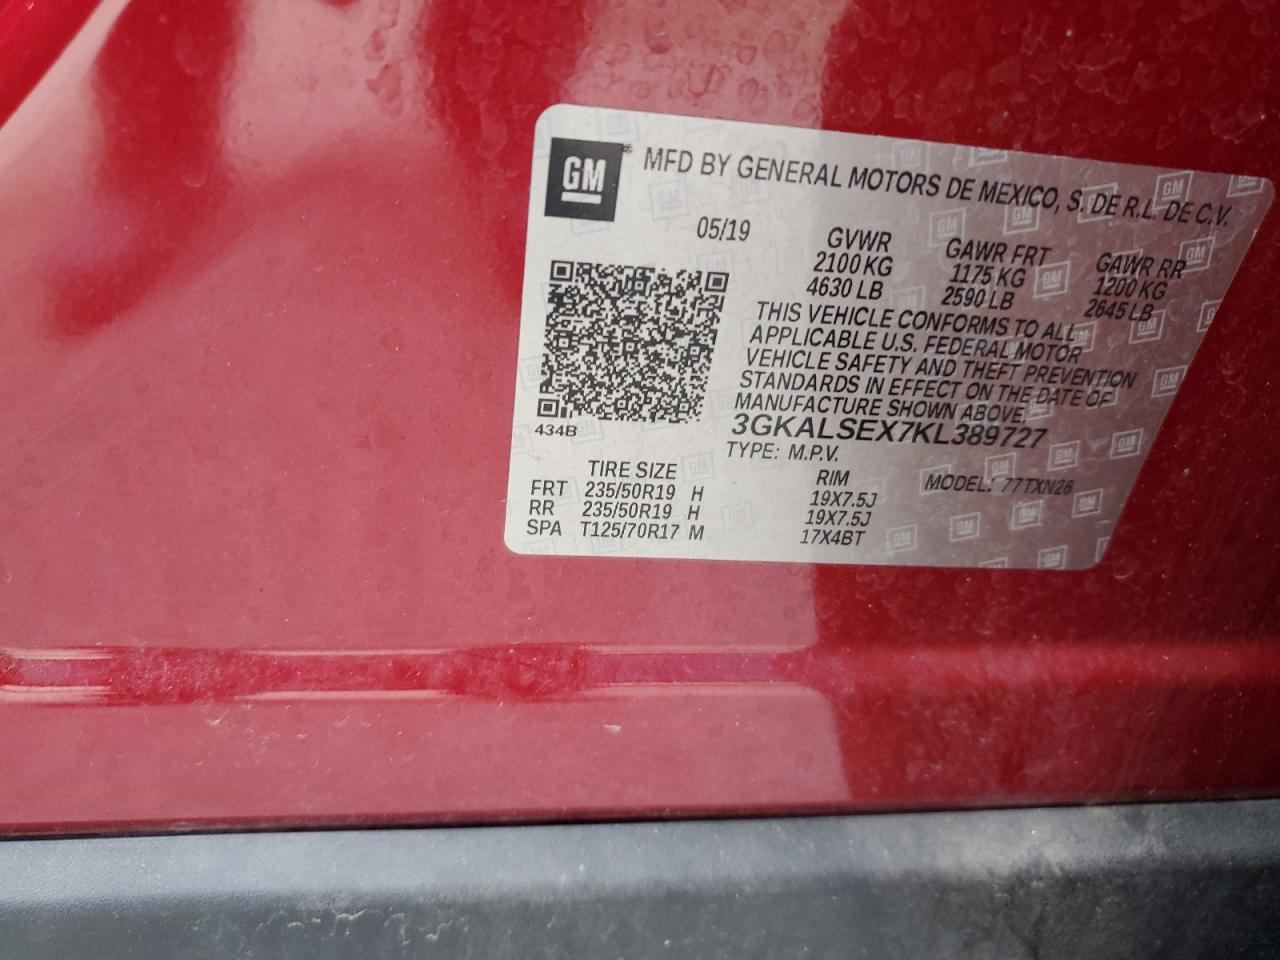 GM
MFD BY GENERAL MOTORS DE MEXICO, S. DE R.L. DE C.V.
05/19
GVWR GAWR FRT GAWR RR
2100 KG 1175 KG 1200 KG
4630 LB 2590 LB 2645 LB
THIS VEHICLE CONFORMS TO ALL
APPLICABLE U.S. FEDERAL MOTOR
VEHICLE SAFETY AND THEFT PREVENTION
STANDARDS IN EFFECT ON THE DATE OF
MANUFACTURE SHOWN ABOVE.
434B
3GKALSEX7KL389727
TYPE: M.P.V.
MODEL: 77TXN26
TIRE SIZE RIM
FRT 235/50R19 H 19X7.5J
RR 235/50R19 H 19X7.5J
SPA T125/70R17 M 17X4BT